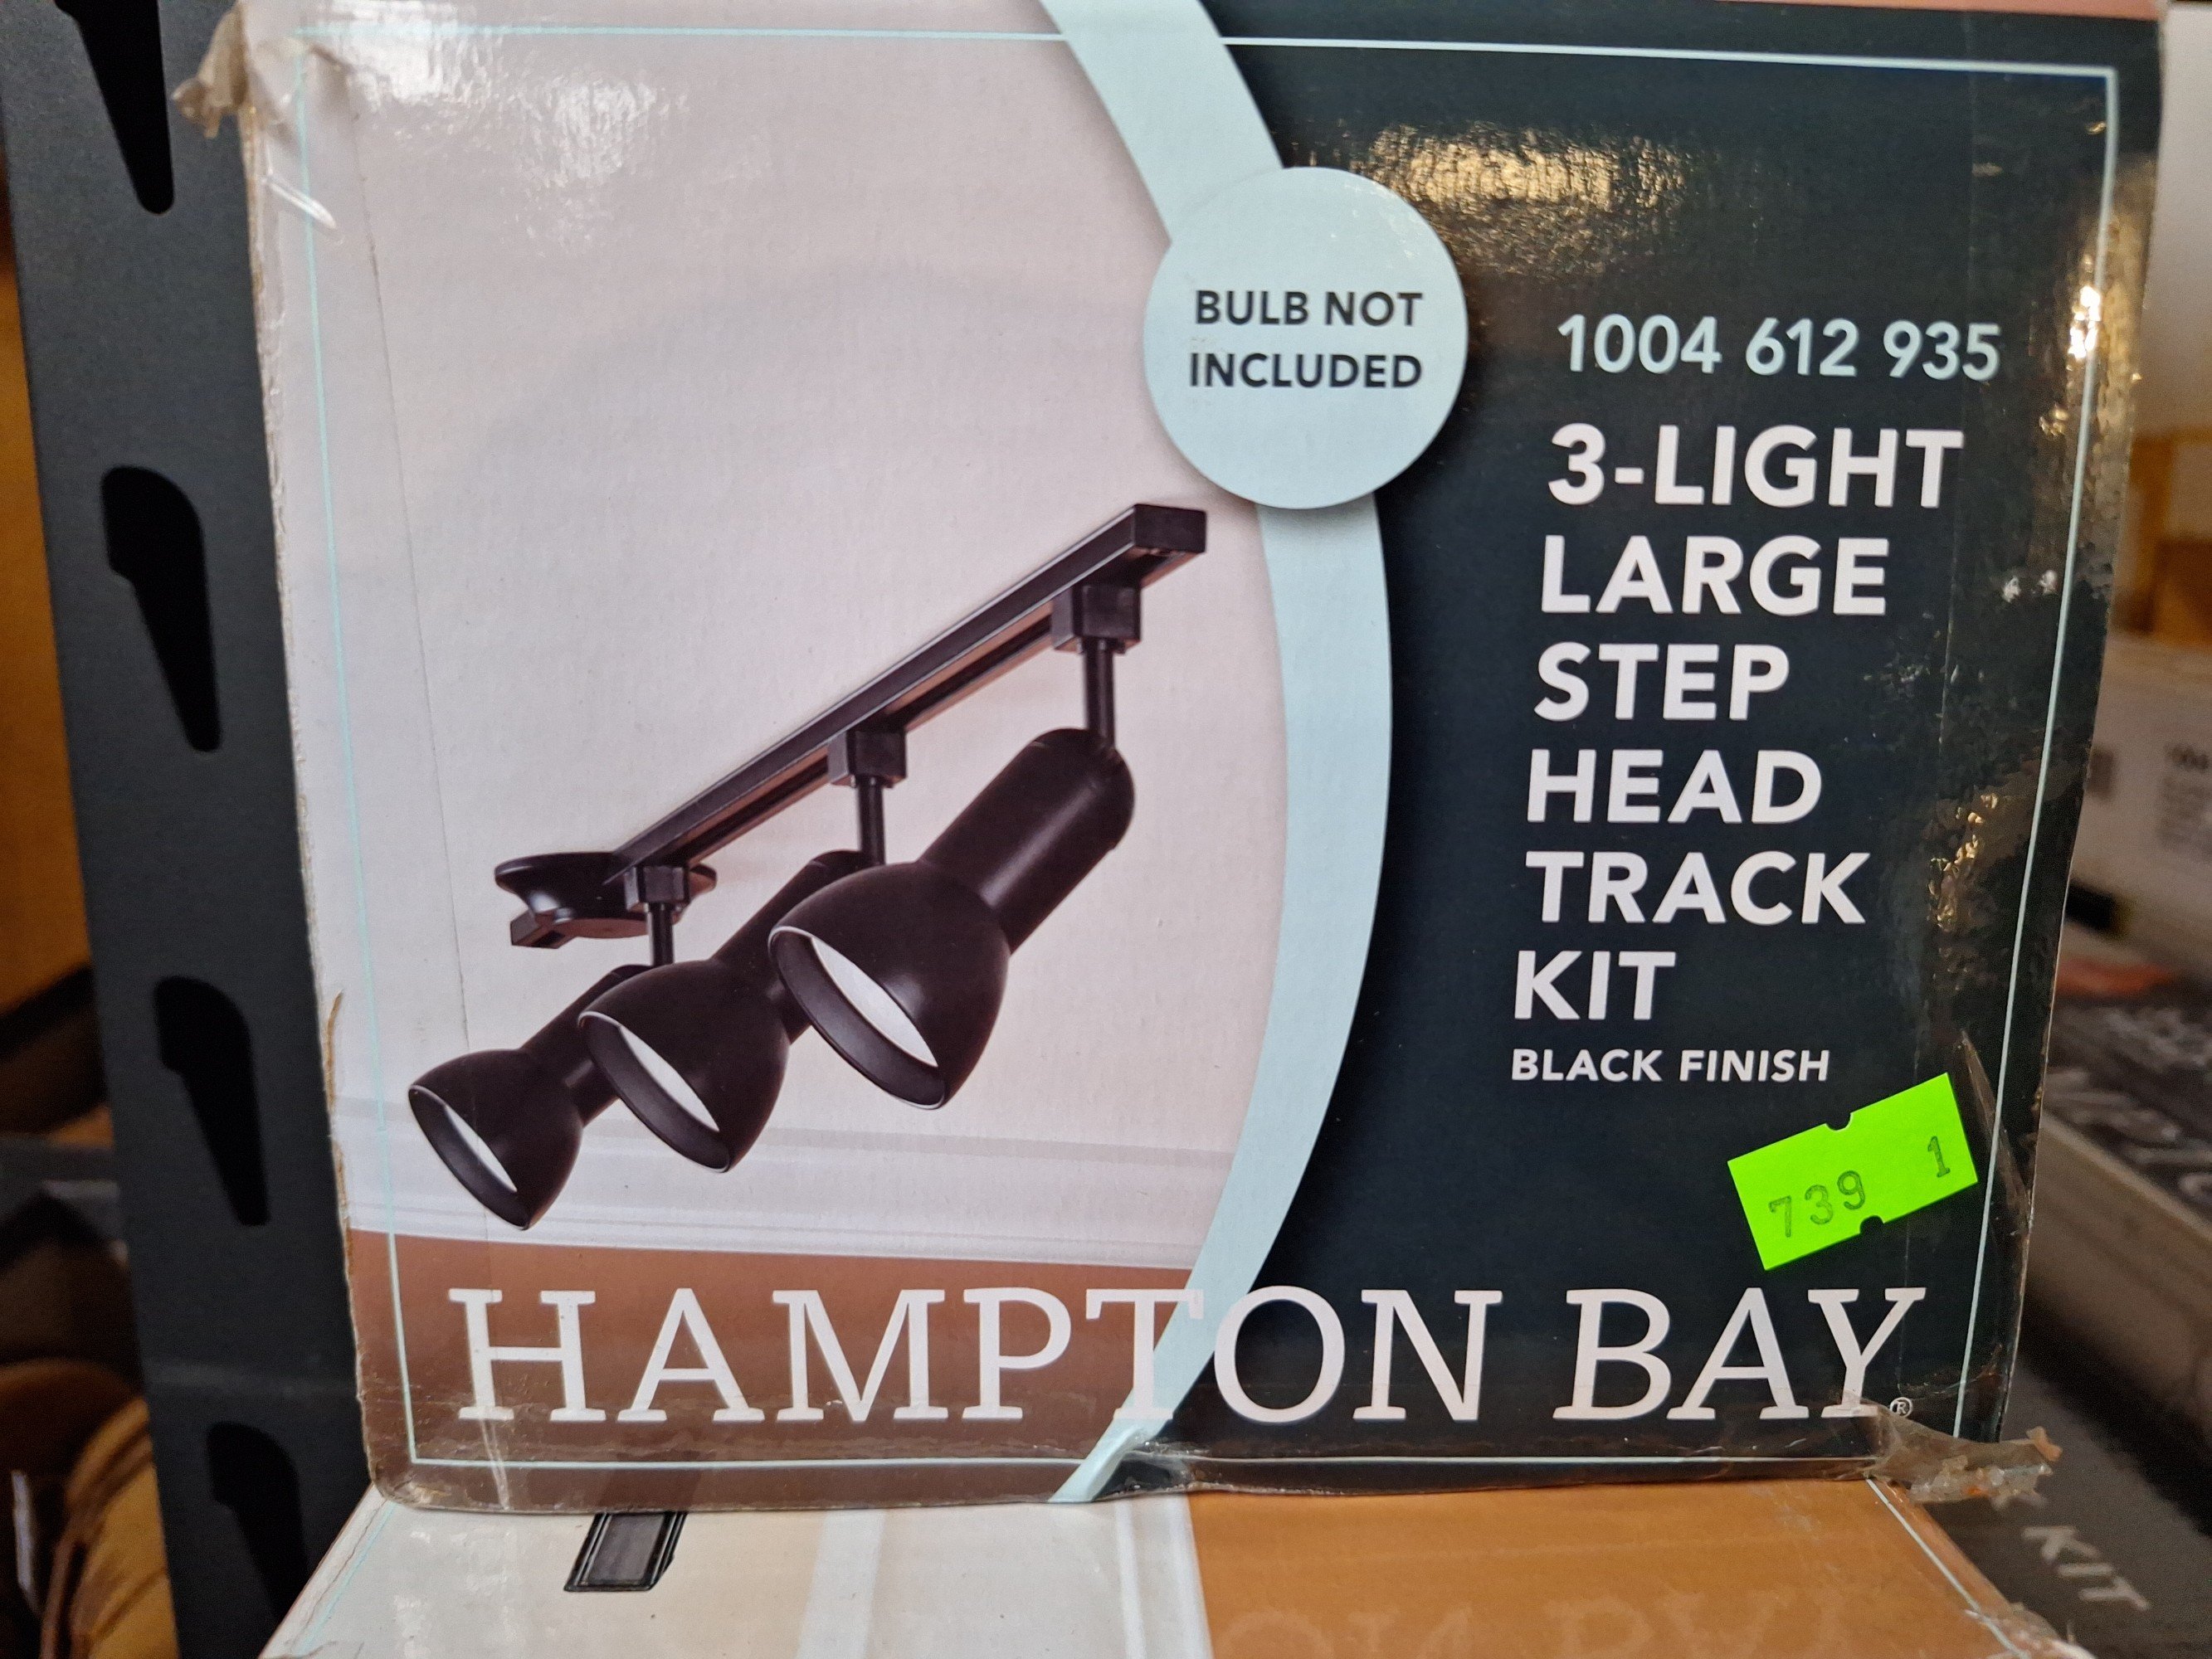 BULB NOT
INCLUDED
1004 612 935
3-LIGHT
LARGE
STEP
HEAD
TRACK
KIT
BLACK FINISH
739 1
HAMPTON BAY®
KIT